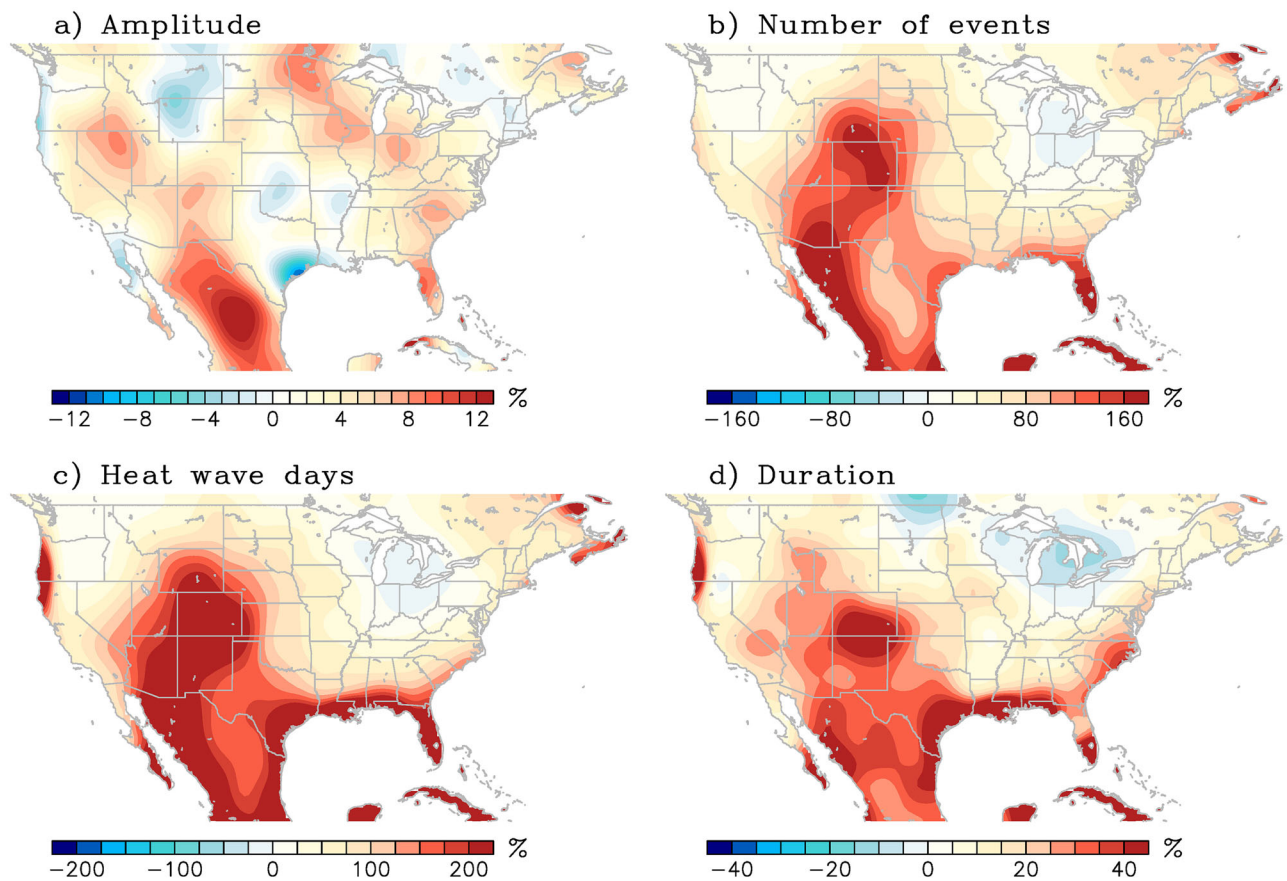 a) Amplitude
b) Number of events
−12 −8 −4 0 4 8 12 %
−160 −80 0 80 160 %
c) Heat wave days
d) Duration
−200 −100 0 100 200 %
−40 −20 0 20 40 %